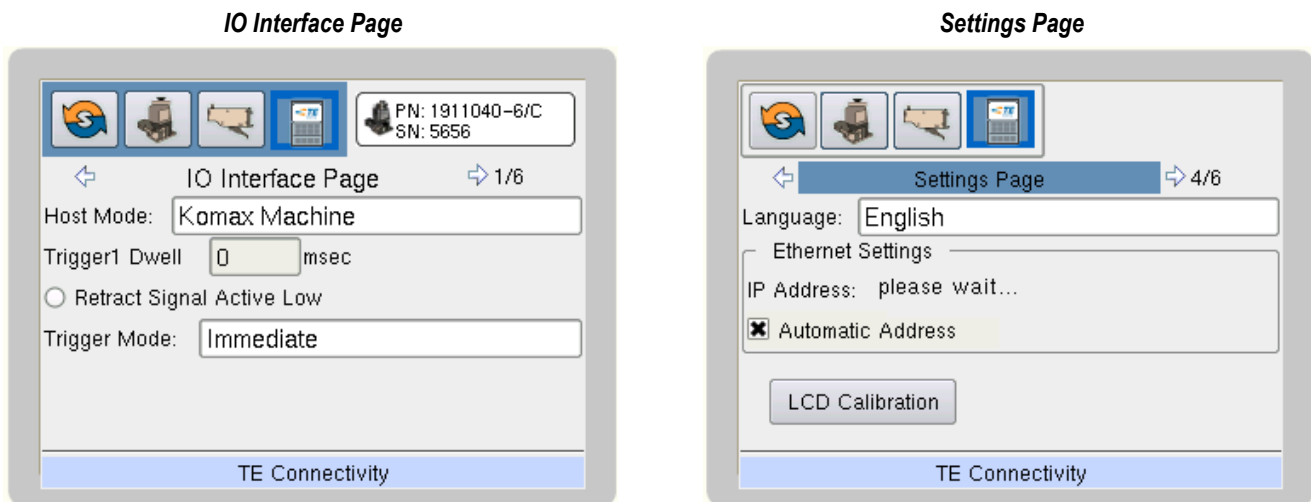 IO Interface Page
PN: 1911040-6/C
SN: 5656
IO Interface Page 1/6
Host Mode: Komax Machine
Trigger1 Dwell 0 msec
Retract Signal Active Low
Trigger Mode: Immediate
TE Connectivity
Settings Page
Settings Page 4/6
Language: English
Ethernet Settings
IP Address: please wait...
Automatic Address
LCD Calibration
TE Connectivity